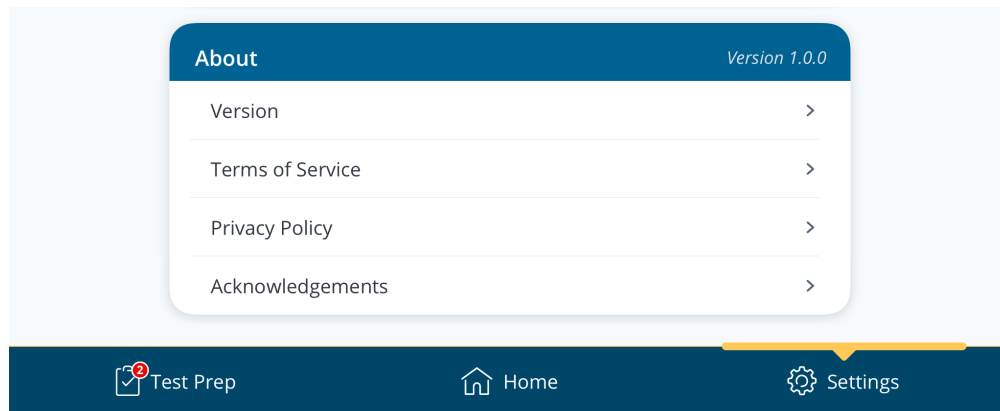 About
Version 1.0.0
Version
Terms of Service
Privacy Policy
Acknowledgements
2
Test Prep
Home
Settings